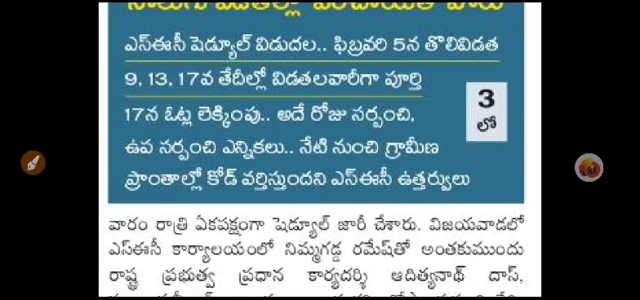 నాలుగు విడతల్లో పంచాయతీ పోరు
ఎస్ఈసీ షెడ్యూల్ విడుదల.. ఫిబ్రవరి 5న తొలివిడత
9, 13, 17వ తేదీల్లో విడతలవారీగా పూర్తి
17న ఓట్ల లెక్కింపు.. అదే రోజు సర్పంచి,
ఉప సర్పంచి ఎన్నికలు.. నేటి నుంచి గ్రామీణ
ప్రాంతాల్లో కోడ్ వర్తిస్తుందని ఎస్ఈసీ ఉత్తర్వులు
3
లో
వారం రాత్రి ఏకపక్షంగా షెడ్యూల్ జారీ చేశారు. విజయవాడలో
ఎస్ఈసీ కార్యాలయంలో నిమ్మగడ్డ రమేష్‌తో అంతకుముందు
రాష్ట్ర ప్రభుత్వ ప్రధాన కార్యదర్శి ఆదిత్యనాథ్ దాస్,